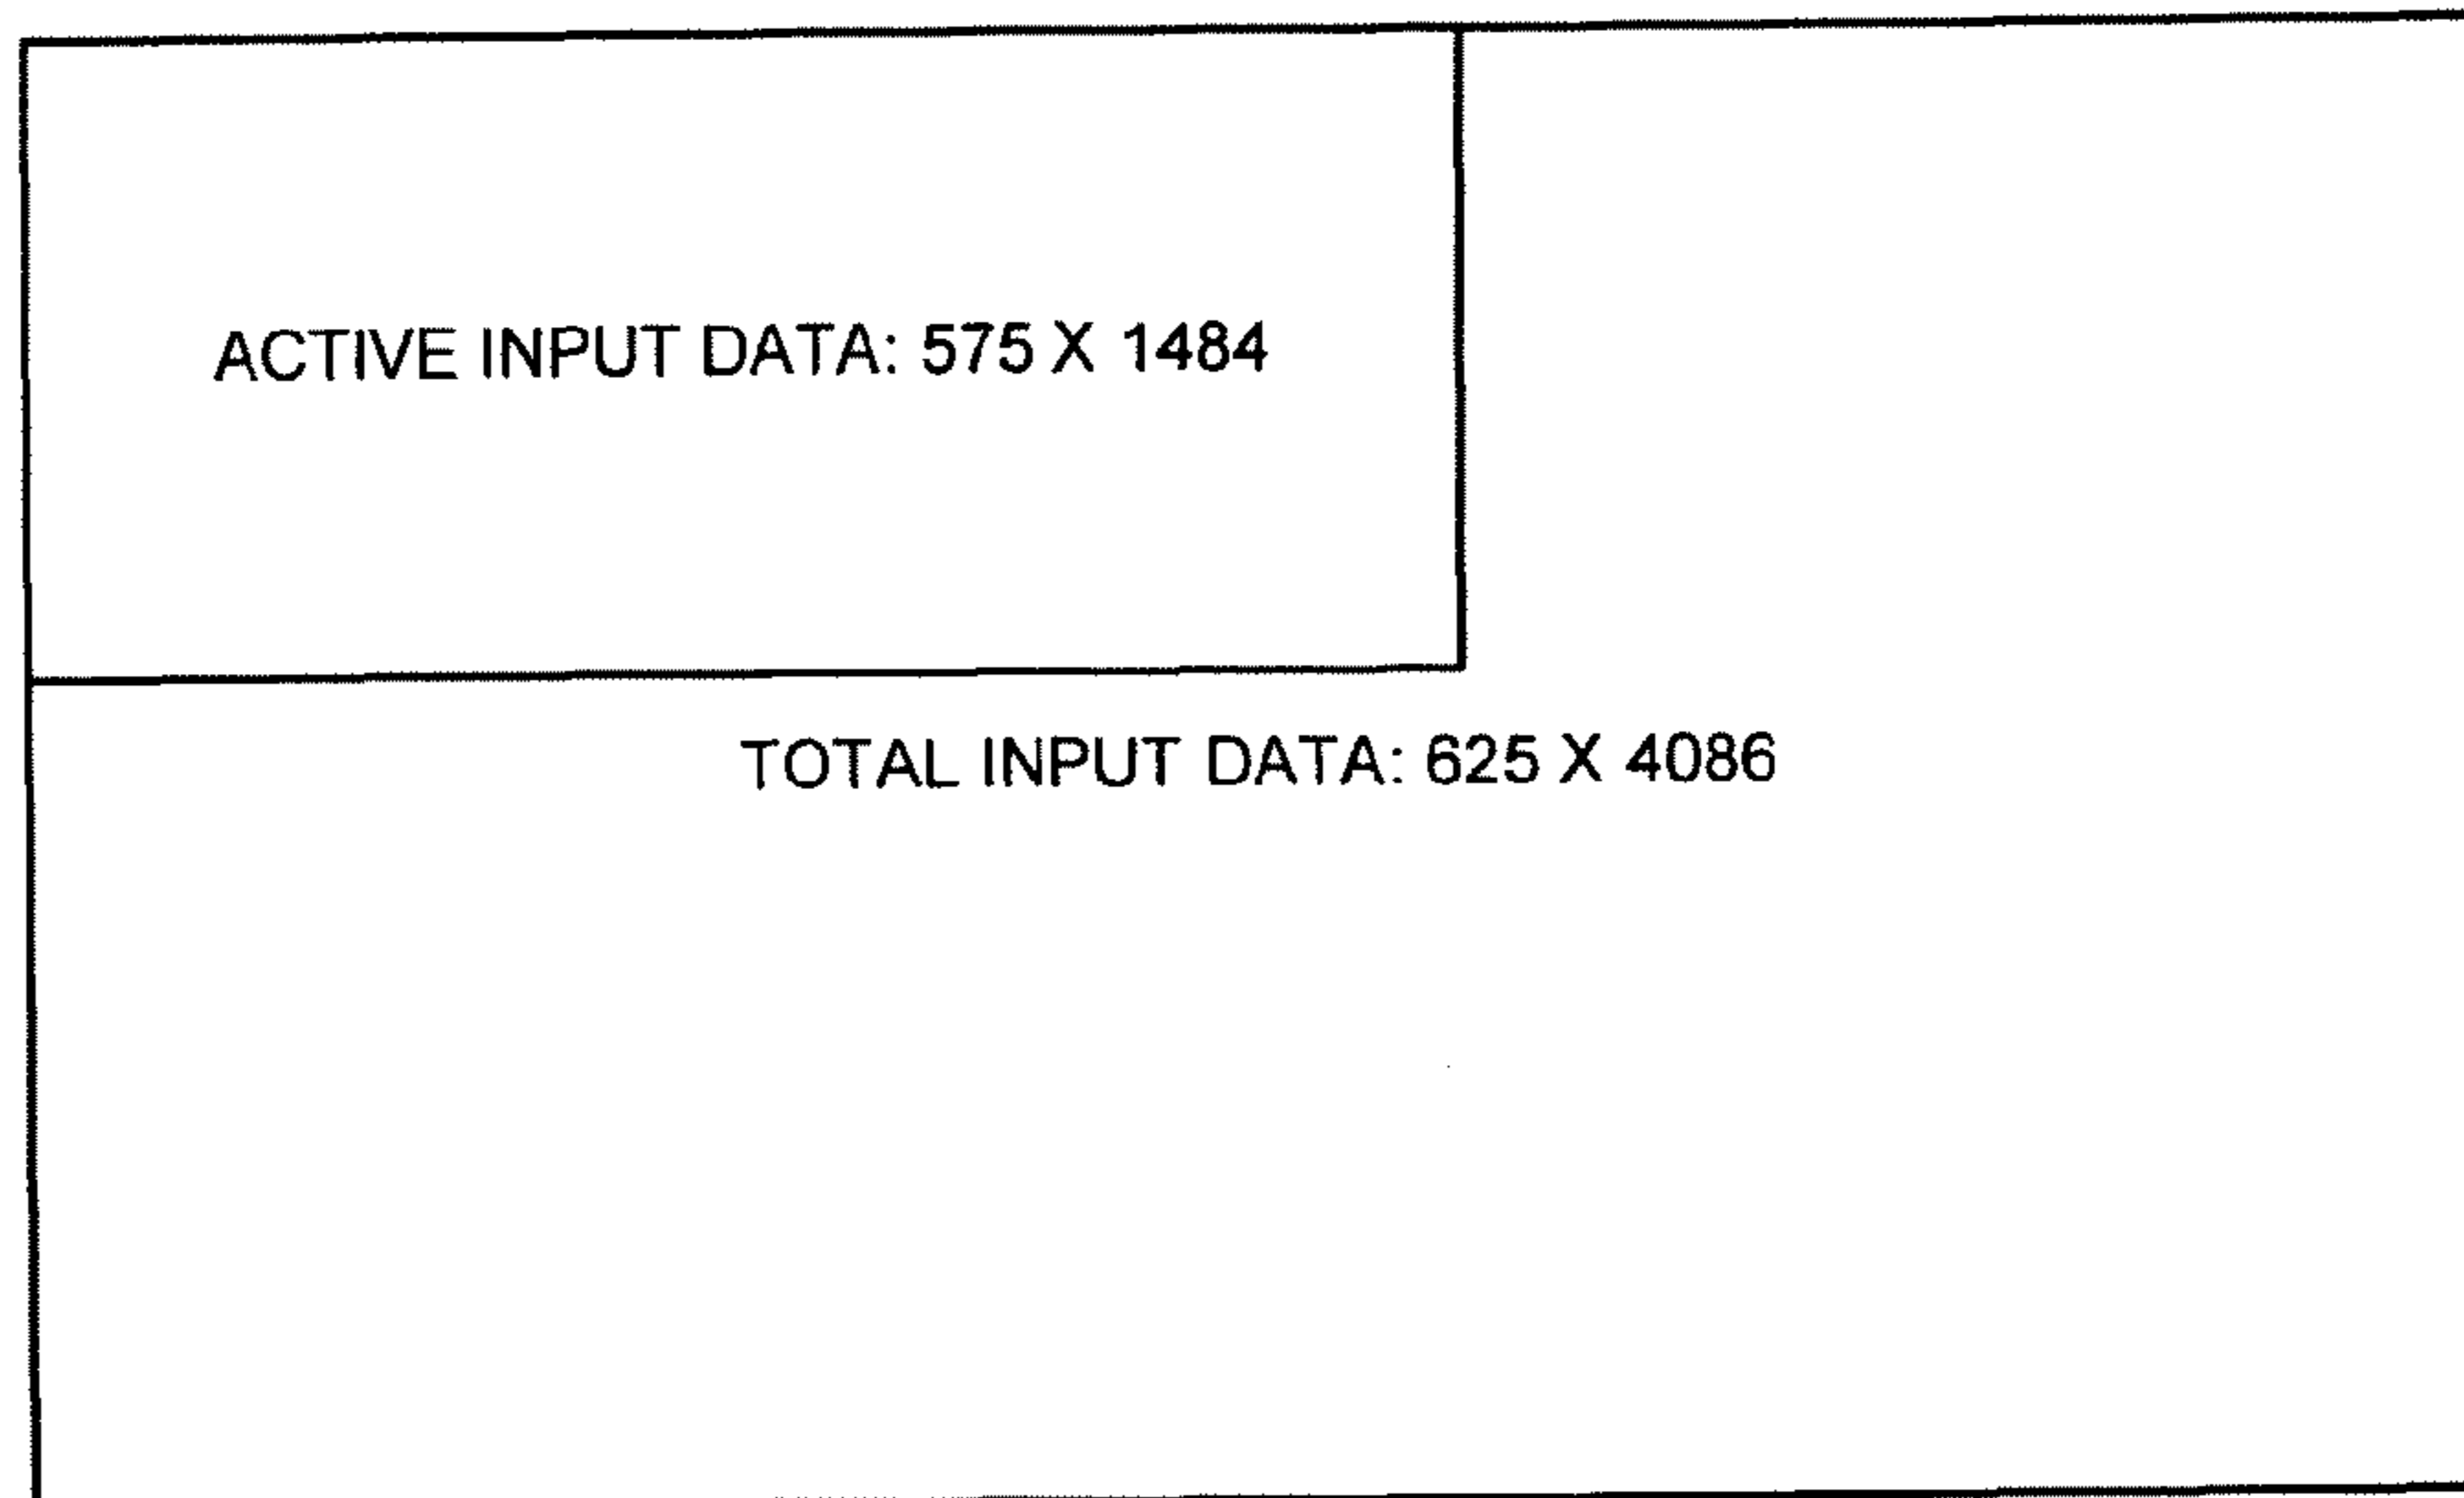 ACTIVE INPUT DATA: 575 X 1484
TOTAL INPUT DATA: 625 X 4086